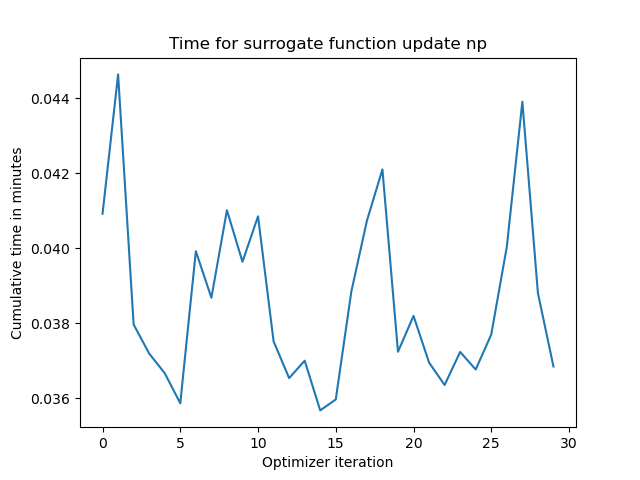 Time for surrogate function update np
Cumulative time in minutes
0.044
0.042
0.040
0.038
0.036
0 5 10 15 20 25 30
Optimizer iteration